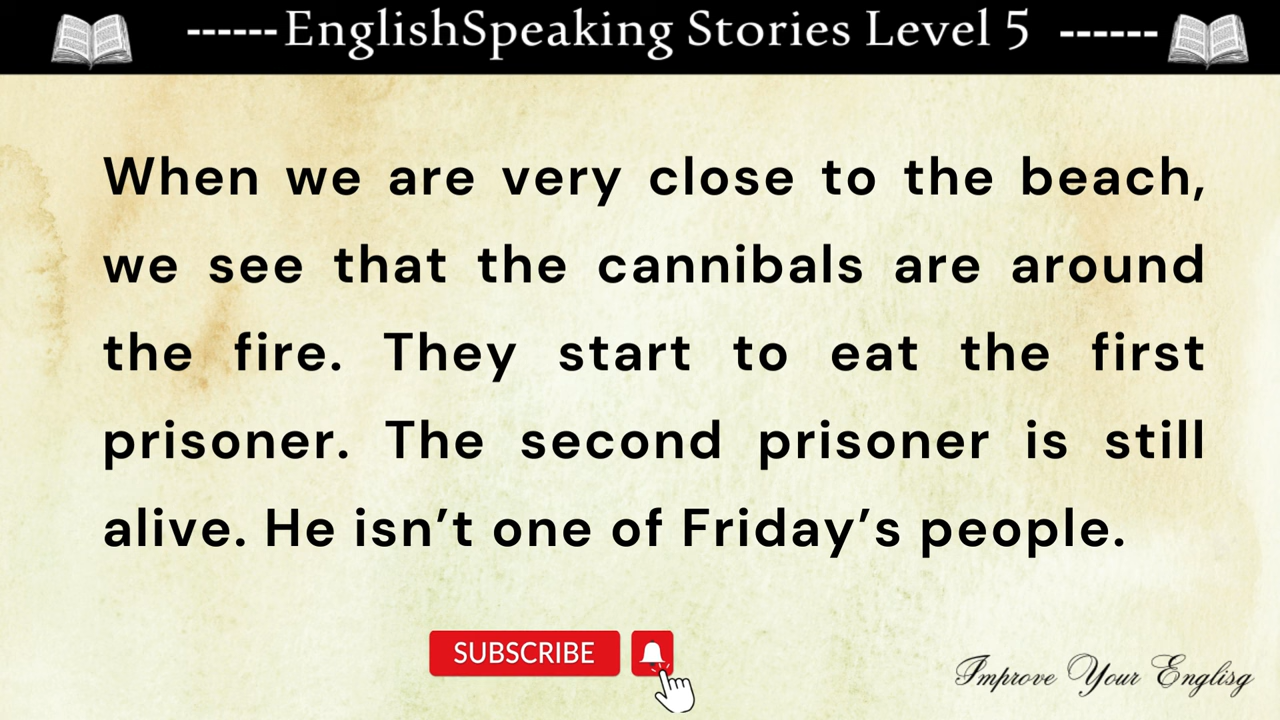 ------EnglishSpeaking Stories Level 5 ------
When we are very close to the beach,
we see that the cannibals are around
the fire. They start to eat the first
prisoner. The second prisoner is still
alive. He isn’t one of Friday’s people.
SUBSCRIBE
Improve Your Englisg